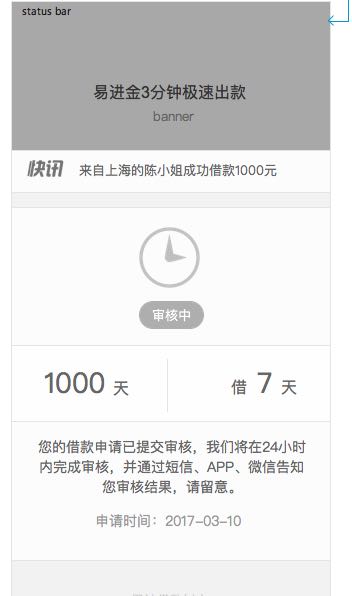 status bar
易进金3分钟极速出款
banner
快讯 来自上海的陈小姐成功借款1000元
审核中
1000 天 借 7 天
您的借款申请已提交审核，我们将在24小时
内完成审核，并通过短信、APP、微信告知
您审核结果，请留意。
申请时间：2017-03-10